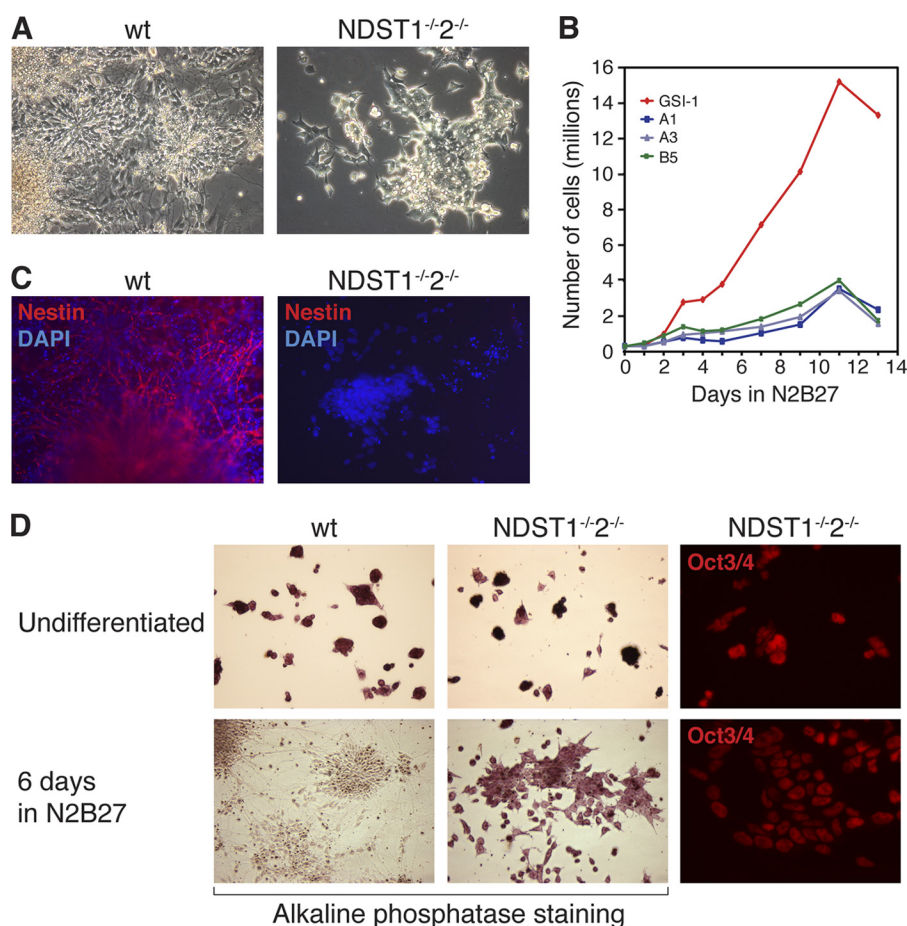 A
wt
NDST1⁻/⁻2⁻/⁻
B
16
14
12
10
8
6
4
2
0
Number of cells (millions)
GSI-1
A1
A3
B5
0 2 4 6 8 10 12 14
Days in N2B27
C
wt
NDST1⁻/⁻2⁻/⁻
Nestin
DAPI
Nestin
DAPI
D
wt
NDST1⁻/⁻2⁻/⁻
NDST1⁻/⁻2⁻/⁻
Undifferentiated
Oct3/4
6 days
in N2B27
Oct3/4
Alkaline phosphatase staining